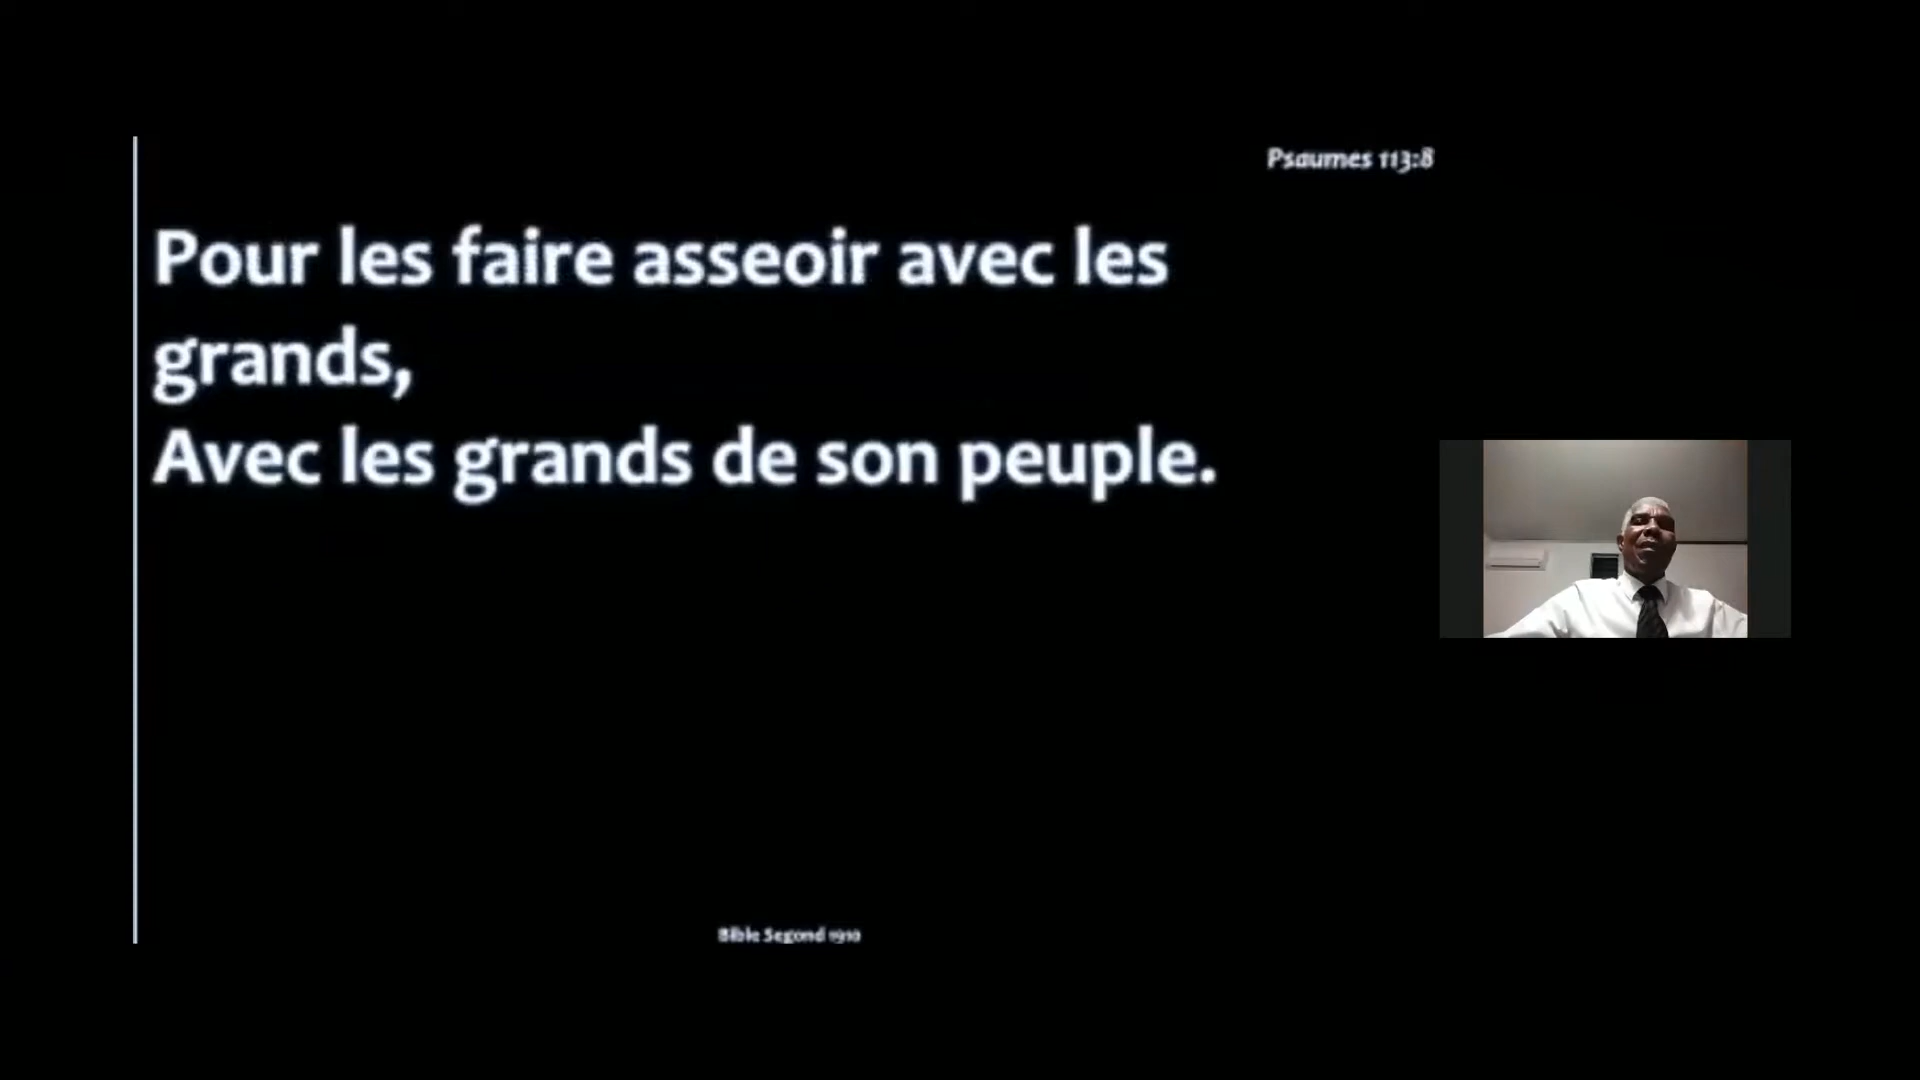 Psaumes 113:8
Pour les faire asseoir avec les
grands,
Avec les grands de son peuple.
Bible Segond 1910